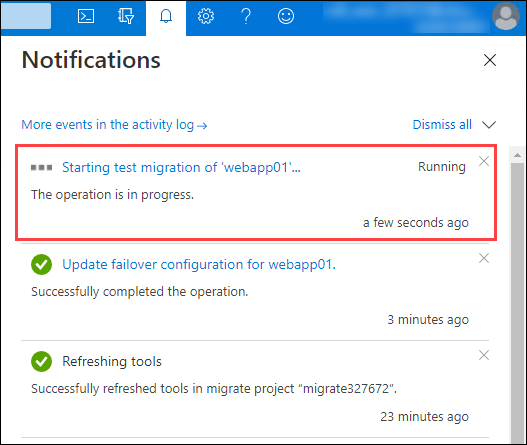 Notifications
More events in the activity log →
Dismiss all
Starting test migration of 'webapp01'...
Running
The operation is in progress.
a few seconds ago
Update failover configuration for webapp01.
Successfully completed the operation.
3 minutes ago
Refreshing tools
Successfully refreshed tools in migrate project “migrate327672”.
23 minutes ago